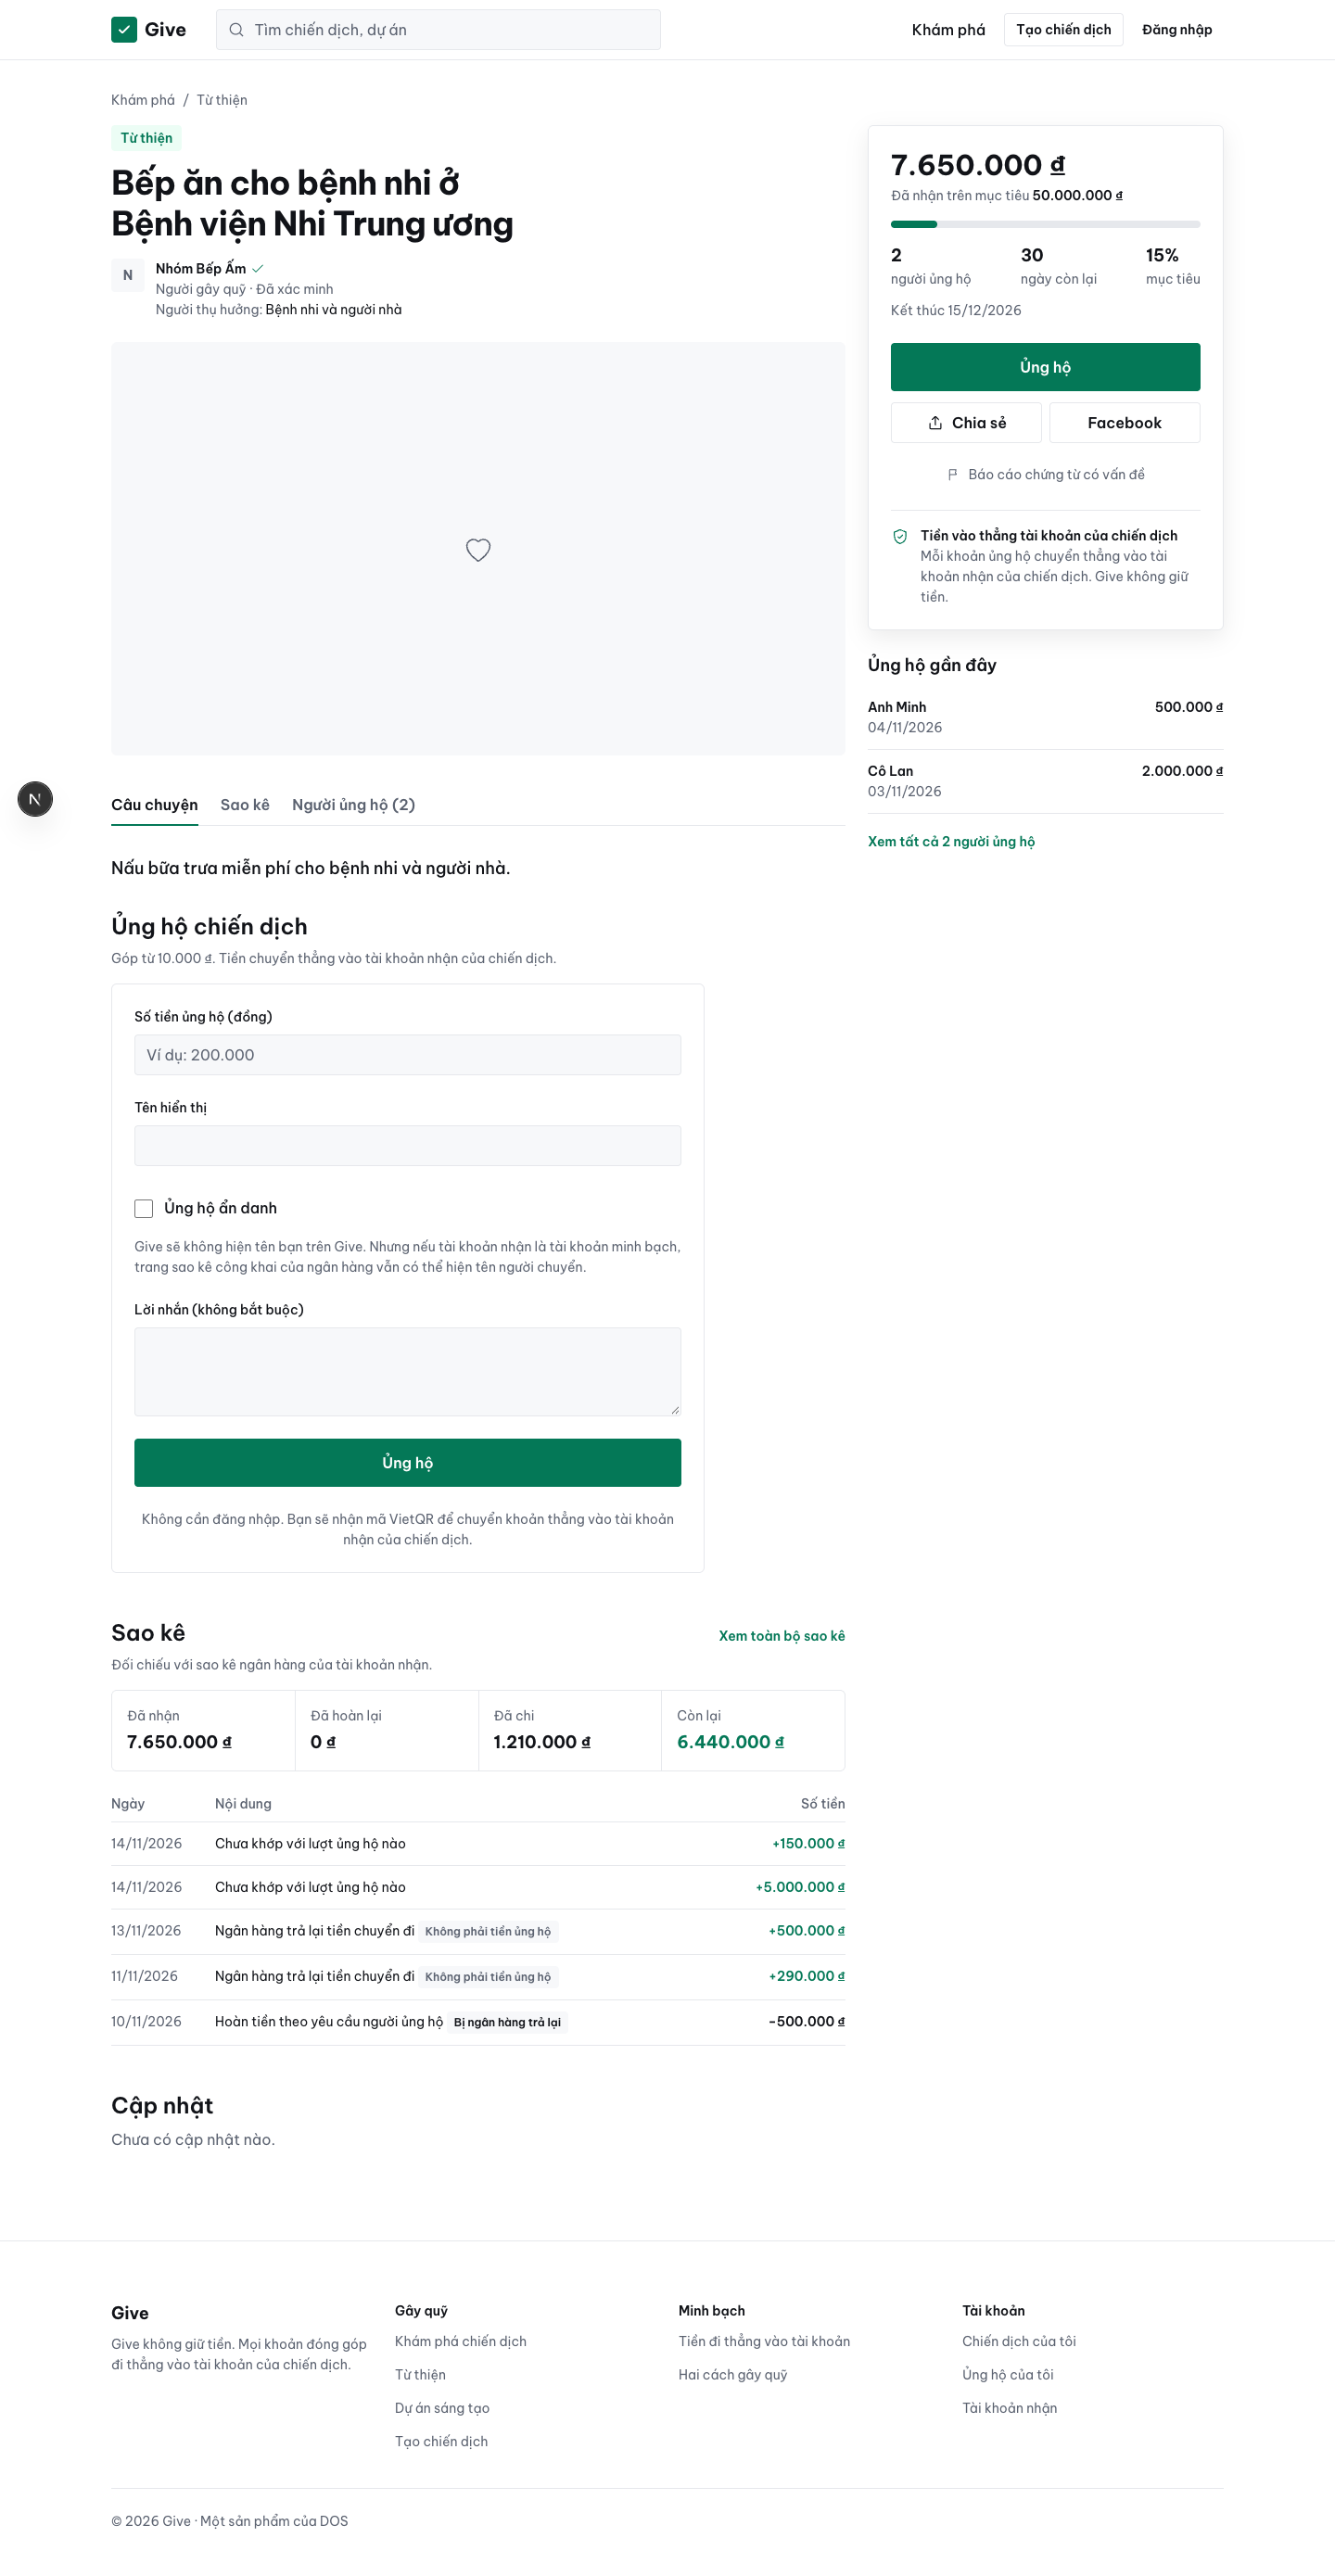 Give
Tìm chiến dịch, dự án
Khám phá
Tạo chiến dịch
Đăng nhập
Khám phá / Từ thiện
Từ thiện
Bếp ăn cho bệnh nhi ở
Bệnh viện Nhi Trung ương
N
Nhóm Bếp Ấm
Người gây quỹ · Đã xác minh
Người thụ hưởng: Bệnh nhi và người nhà
7.650.000 ₫
Đã nhận trên mục tiêu 50.000.000 ₫
2
người ủng hộ
30
ngày còn lại
15%
mục tiêu
Kết thúc 15/12/2026
Ủng hộ
Chia sẻ
Facebook
Báo cáo chứng từ có vấn đề
Tiền vào thẳng tài khoản của chiến dịch
Mỗi khoản ủng hộ chuyển thẳng vào tài
khoản nhận của chiến dịch. Give không giữ
tiền.
Ủng hộ gần đây
Anh Minh 500.000 ₫
04/11/2026
Cô Lan 2.000.000 ₫
03/11/2026
Xem tất cả 2 người ủng hộ
N
Câu chuyện
Sao kê
Người ủng hộ (2)
Nấu bữa trưa miễn phí cho bệnh nhi và người nhà.
Ủng hộ chiến dịch
Góp từ 10.000 ₫. Tiền chuyển thẳng vào tài khoản nhận của chiến dịch.
Số tiền ủng hộ (đồng)
Ví dụ: 200.000
Tên hiển thị
Ủng hộ ẩn danh
Give sẽ không hiện tên bạn trên Give. Nhưng nếu tài khoản nhận là tài khoản minh bạch,
trang sao kê công khai của ngân hàng vẫn có thể hiện tên người chuyển.
Lời nhắn (không bắt buộc)
Ủng hộ
Không cần đăng nhập. Bạn sẽ nhận mã VietQR để chuyển khoản thẳng vào tài khoản
nhận của chiến dịch.
Sao kê
Xem toàn bộ sao kê
Đối chiếu với sao kê ngân hàng của tài khoản nhận.
Đã nhận
7.650.000 ₫
Đã hoàn lại
0 ₫
Đã chi
1.210.000 ₫
Còn lại
6.440.000 ₫
Ngày Nội dung Số tiền
14/11/2026 Chưa khớp với lượt ủng hộ nào +150.000 ₫
14/11/2026 Chưa khớp với lượt ủng hộ nào +5.000.000 ₫
13/11/2026 Ngân hàng trả lại tiền chuyển đi Không phải tiền ủng hộ +500.000 ₫
11/11/2026 Ngân hàng trả lại tiền chuyển đi Không phải tiền ủng hộ +290.000 ₫
10/11/2026 Hoàn tiền theo yêu cầu người ủng hộ Bị ngân hàng trả lại −500.000 ₫
Cập nhật
Chưa có cập nhật nào.
Give
Give không giữ tiền. Mọi khoản đóng góp
đi thẳng vào tài khoản của chiến dịch.
Gây quỹ
Khám phá chiến dịch
Từ thiện
Dự án sáng tạo
Tạo chiến dịch
Minh bạch
Tiền đi thẳng vào tài khoản
Hai cách gây quỹ
Tài khoản
Chiến dịch của tôi
Ủng hộ của tôi
Tài khoản nhận
© 2026 Give · Một sản phẩm của DOS